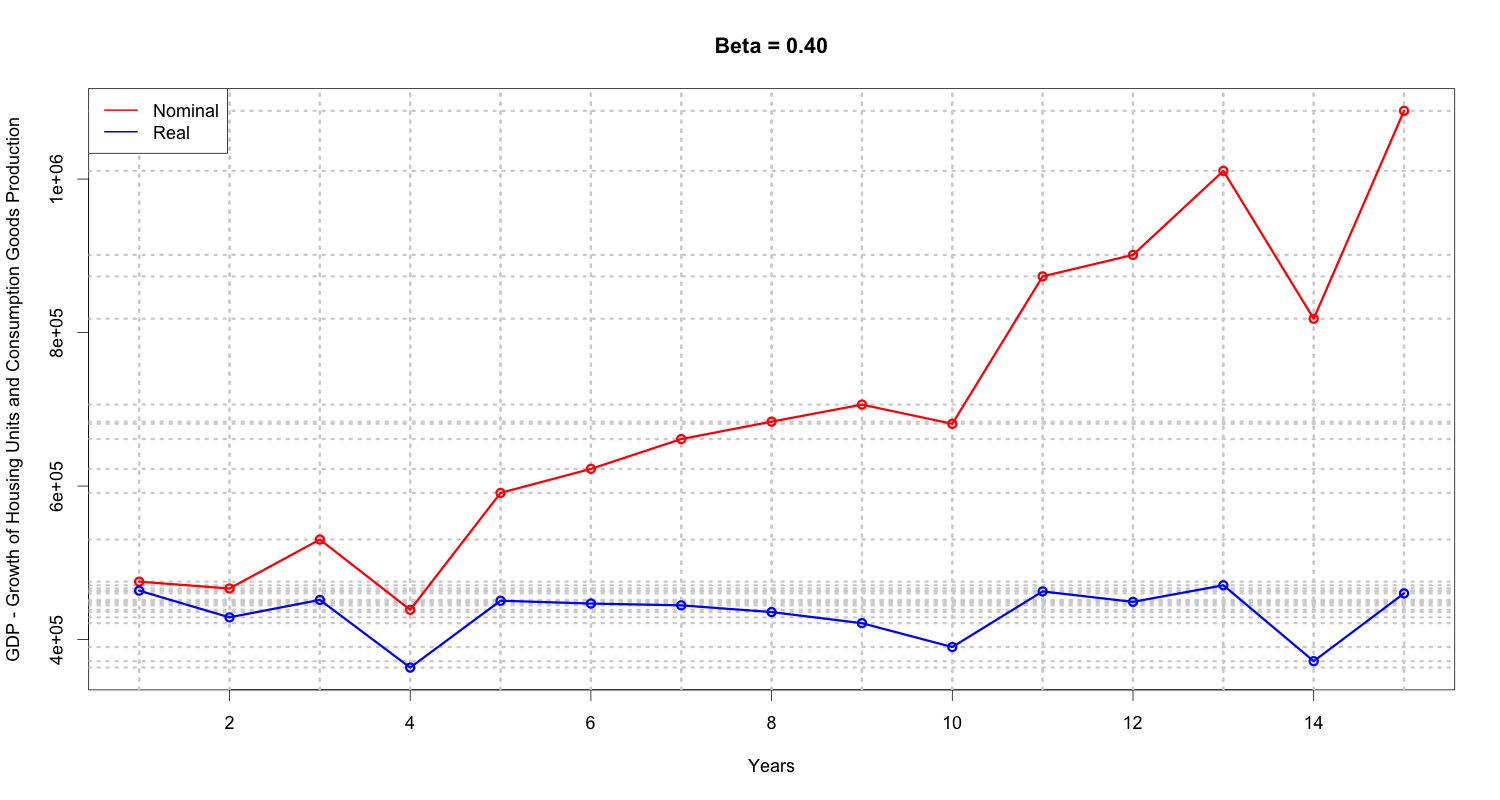 Beta = 0.40
Nominal
Real
GDP - Growth of Housing Units and Consumption Goods Production
1e+06
8e+05
6e+05
4e+05
2 4 6 8 10 12 14
Years